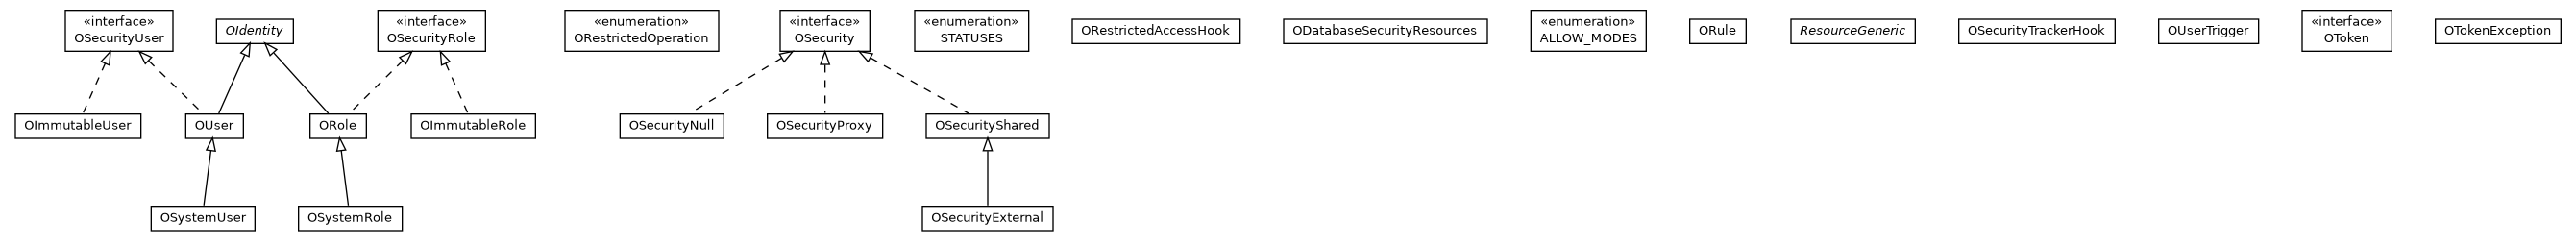 «interface»
OSecurityUser
OIdentity
«interface»
OSecurityRole
«enumeration»
ORestrictedOperation
«interface»
OSecurity
«enumeration»
STATUSES
ORestrictedAccessHook
ODatabaseSecurityResources
«enumeration»
ALLOW_MODES
ORule
ResourceGeneric
OSecurityTrackerHook
OUserTrigger
«interface»
OToken
OTokenException
OImmutableUser
OUser
ORole
OImmutableRole
OSecurityNull
OSecurityProxy
OSecurityShared
OSystemUser
OSystemRole
OSecurityExternal